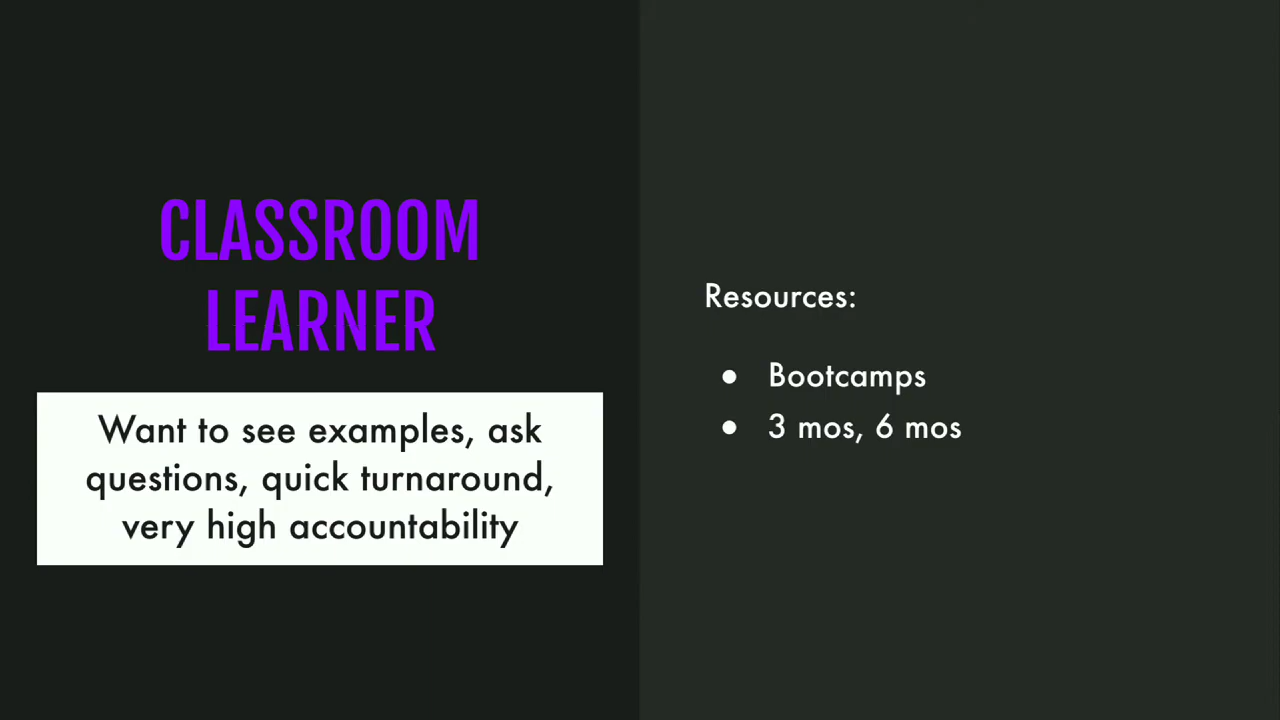 CLASSROOM
LEARNER
Want to see examples, ask
questions, quick turnaround,
very high accountability
Resources:
● Bootcamps
● 3 mos, 6 mos